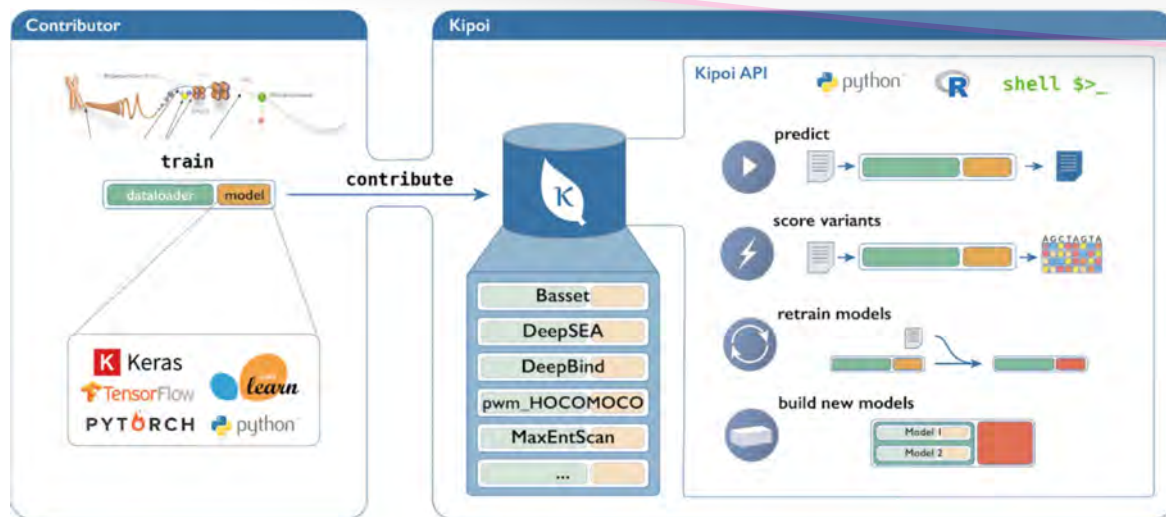 Contributor
train
dataloader model
K Keras
TensorFlow
learn
PYTORCH
python
contribute
Kipoi
K
Basset
DeepSEA
DeepBind
pwm_HOCOMOCO
MaxEntScan
...
Kipoi API
python
R
shell $>_
predict
score variants
AGCTAGTA
retrain models
build new models
Model 1
Model 2